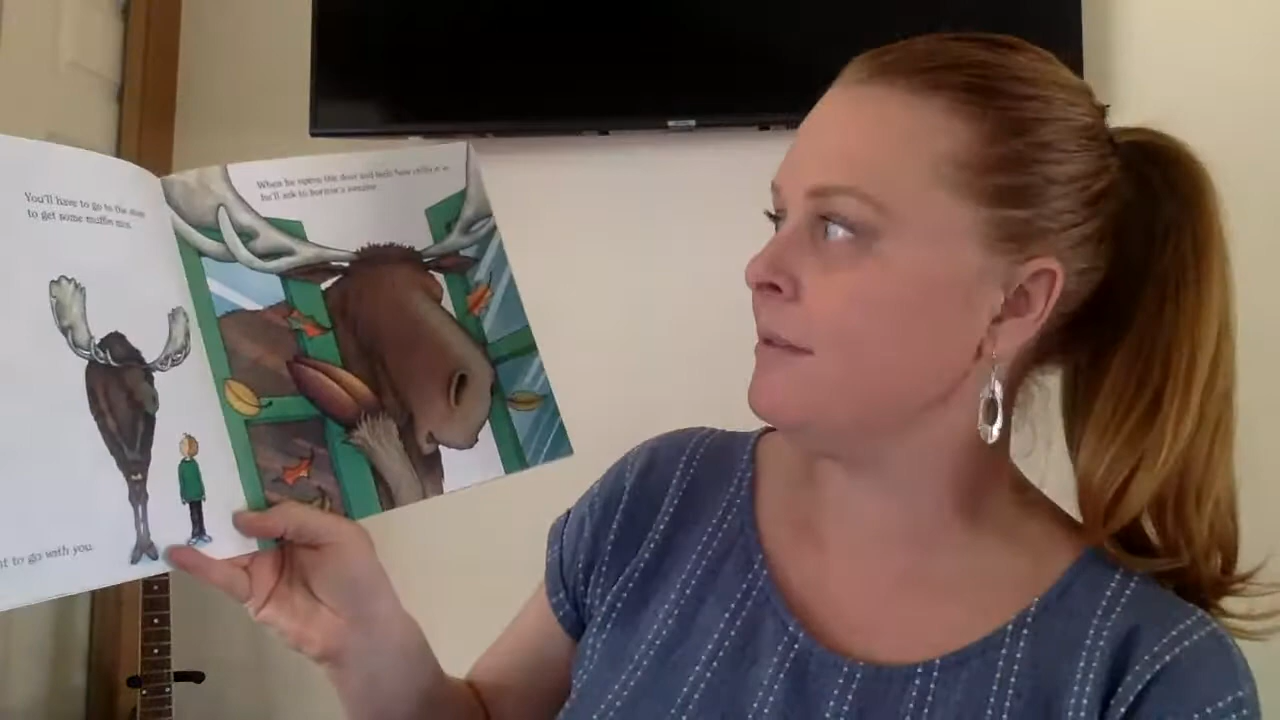 You'll have to go to the store
to get some muffin mix.
nt to go with you.
When he opens the door and feels how chilly it is,
he'll ask to borrow a sweater.